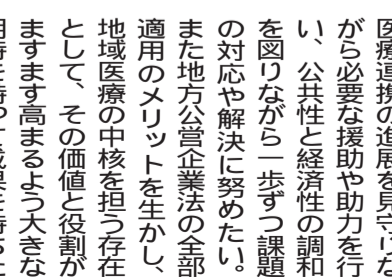 医療連携の進展を見守りな
がら必要な援助や助力を行
い、公共性と経済性の調和
を図りながら一歩ずつ課題
の対応や解決に努めたい。
また地方公営企業法の全部
適用のメリットを生かし、
地域医療の中核を担う存在
として、その価値と役割が
ますます高まるよう大きな
期待を持や